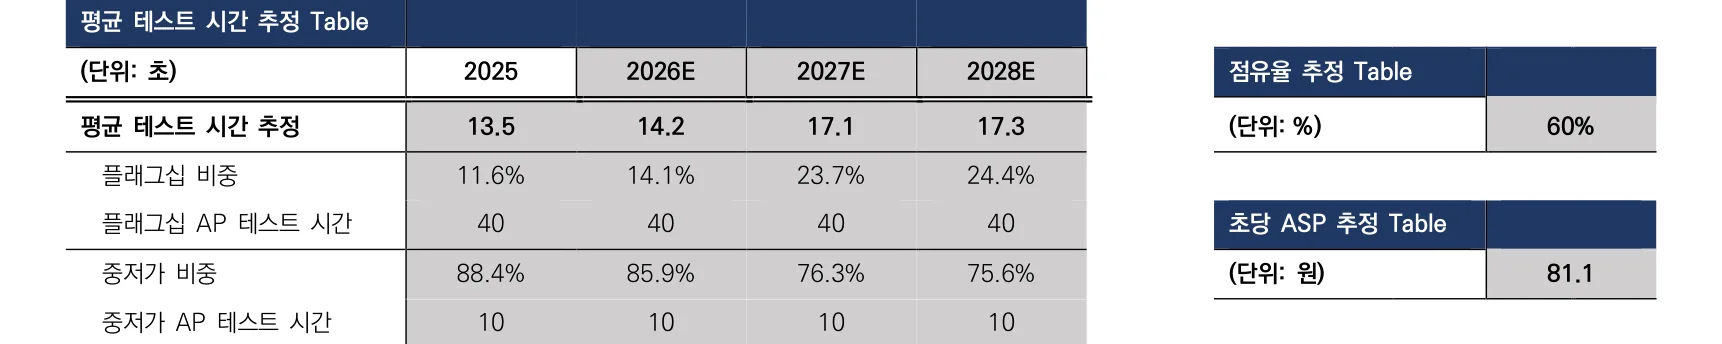 평균 테스트 시간 추정 Table
(단위: 초) 2025 2026E 2027E 2028E
평균 테스트 시간 추정 13.5 14.2 17.1 17.3
플래그십 비중 11.6% 14.1% 23.7% 24.4%
플래그십 AP 테스트 시간 40 40 40 40
중저가 비중 88.4% 85.9% 76.3% 75.6%
중저가 AP 테스트 시간 10 10 10 10
점유율 추정 Table
(단위: %) 60%
초당 ASP 추정 Table
(단위: 원) 81.1